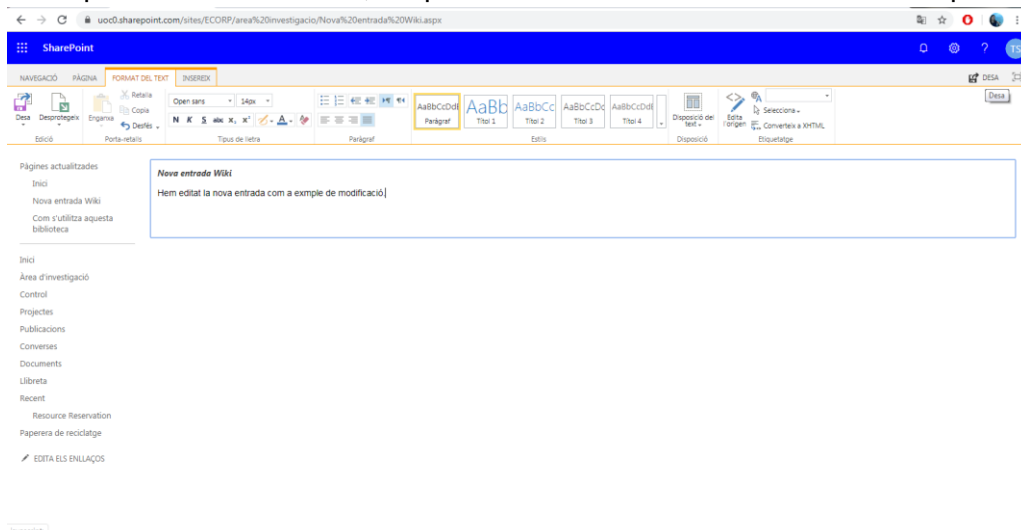 uoc0.sharepoint.com/sites/ECORP/area%20investigacio/Nova%20entrada%20Wiki.aspx
SharePoint
TS
NAVEGACIÓ PÀGINA FORMAT DEL TEXT INSEREIX
DESA
Desa
Desa
Desprotegeix
Enganxa
Retalla
Copia
Desfés
Open sans 14px
N K S abc x, x²
AaBbCcDdI Paràgraf
AaBb Títol 1
AaBbCc Títol 2
AaBbCcDc Títol 3
AaBbCcDdI Títol 4
Disposició del text
Edita l'origen
Selecciona
Converteix a XHTML
Edició Porta-retalls Tipus de lletra Paràgraf Estils Disposició Etiquetatge
Pàgines actualitzades
Inici
Nova entrada Wiki
Com s'utilitza aquesta
biblioteca
Nova entrada Wiki
Hem editat la nova entrada com a exmple de modificació
Inici
Àrea d'investigació
Control
Projectes
Publicacions
Converses
Documents
Llibreta
Recent
Resource Reservation
Paperera de reciclatge
EDITA ELS ENLLAÇOS